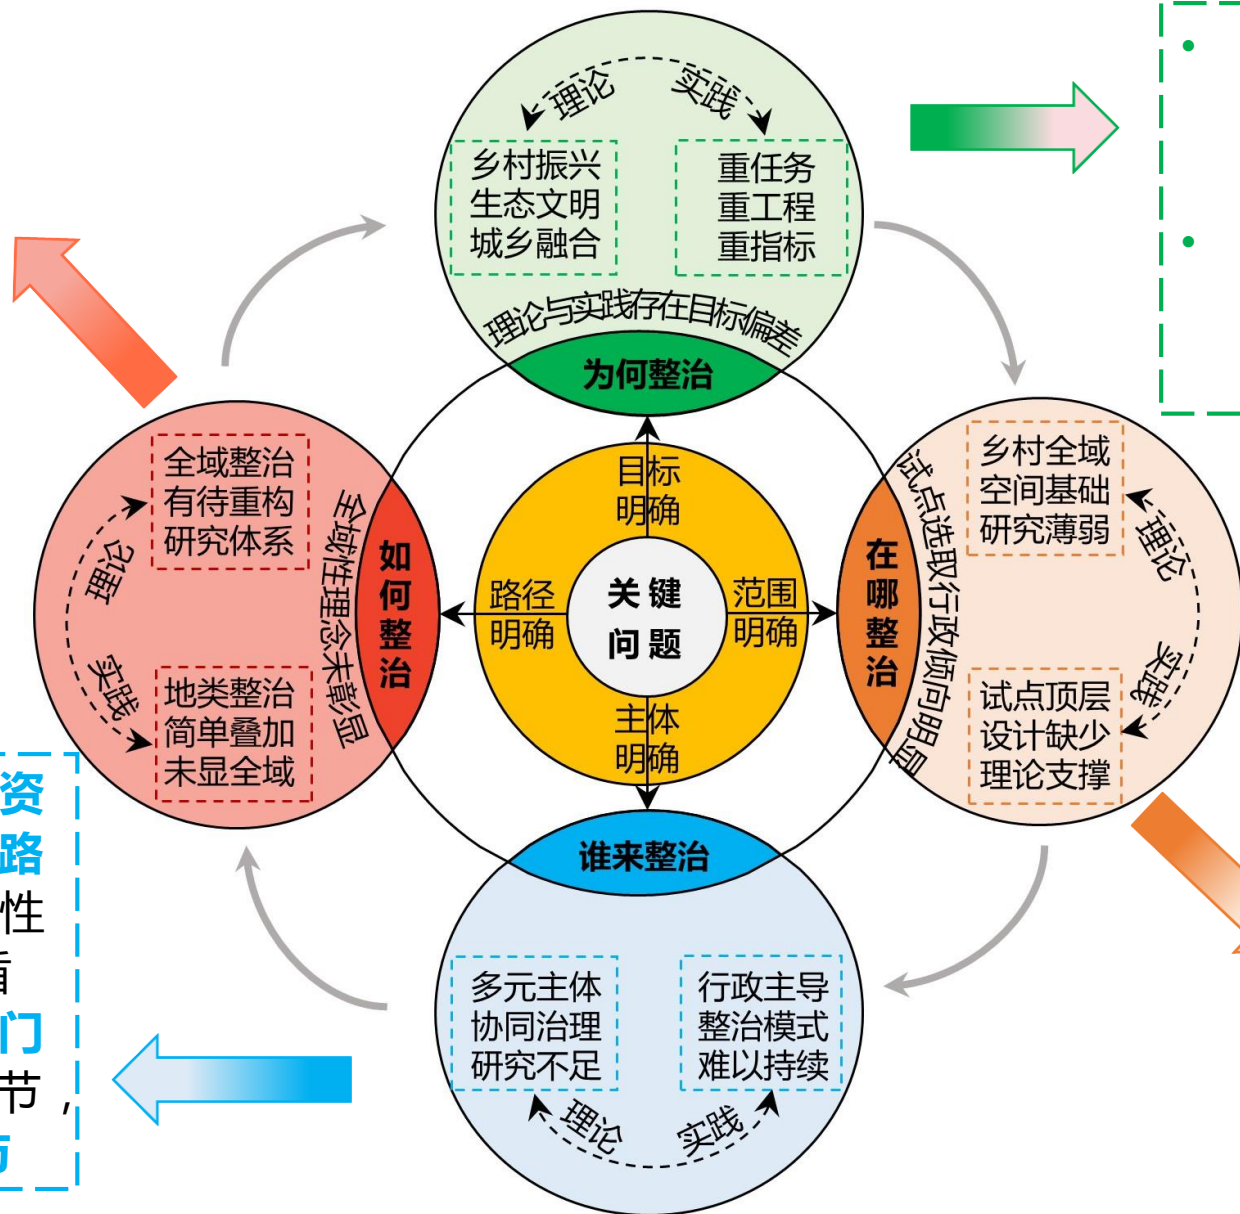 理论
实践
乡村振兴
生态文明
城乡融合
重任务
重工程
重指标
理论与实践存在目标偏差
为何整治
目标
明确
全域整治
有待重构
研究体系
理论
实践
地类整治
简单叠加
未显全域
全域性理念未彰显
如何整治
路径
明确
关键
问题
范围
明确
在哪整治
试点选取行政倾向明显
乡村全域
空间基础
研究薄弱
理论
实践
试点顶层
设计缺少
理论支撑
主体
明确
谁来整治
多元主体
协同治理
研究不足
行政主导
整治模式
难以持续
理论
实践
资
路
性
盾
门
节，
与